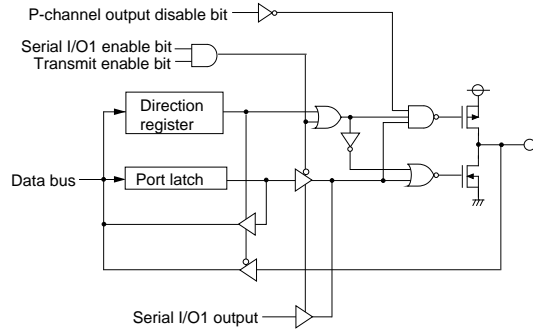 P-channel output disable bit
Serial I/O1 enable bit
Transmit enable bit
Direction
register
Data bus
Port latch
Serial I/O1 output